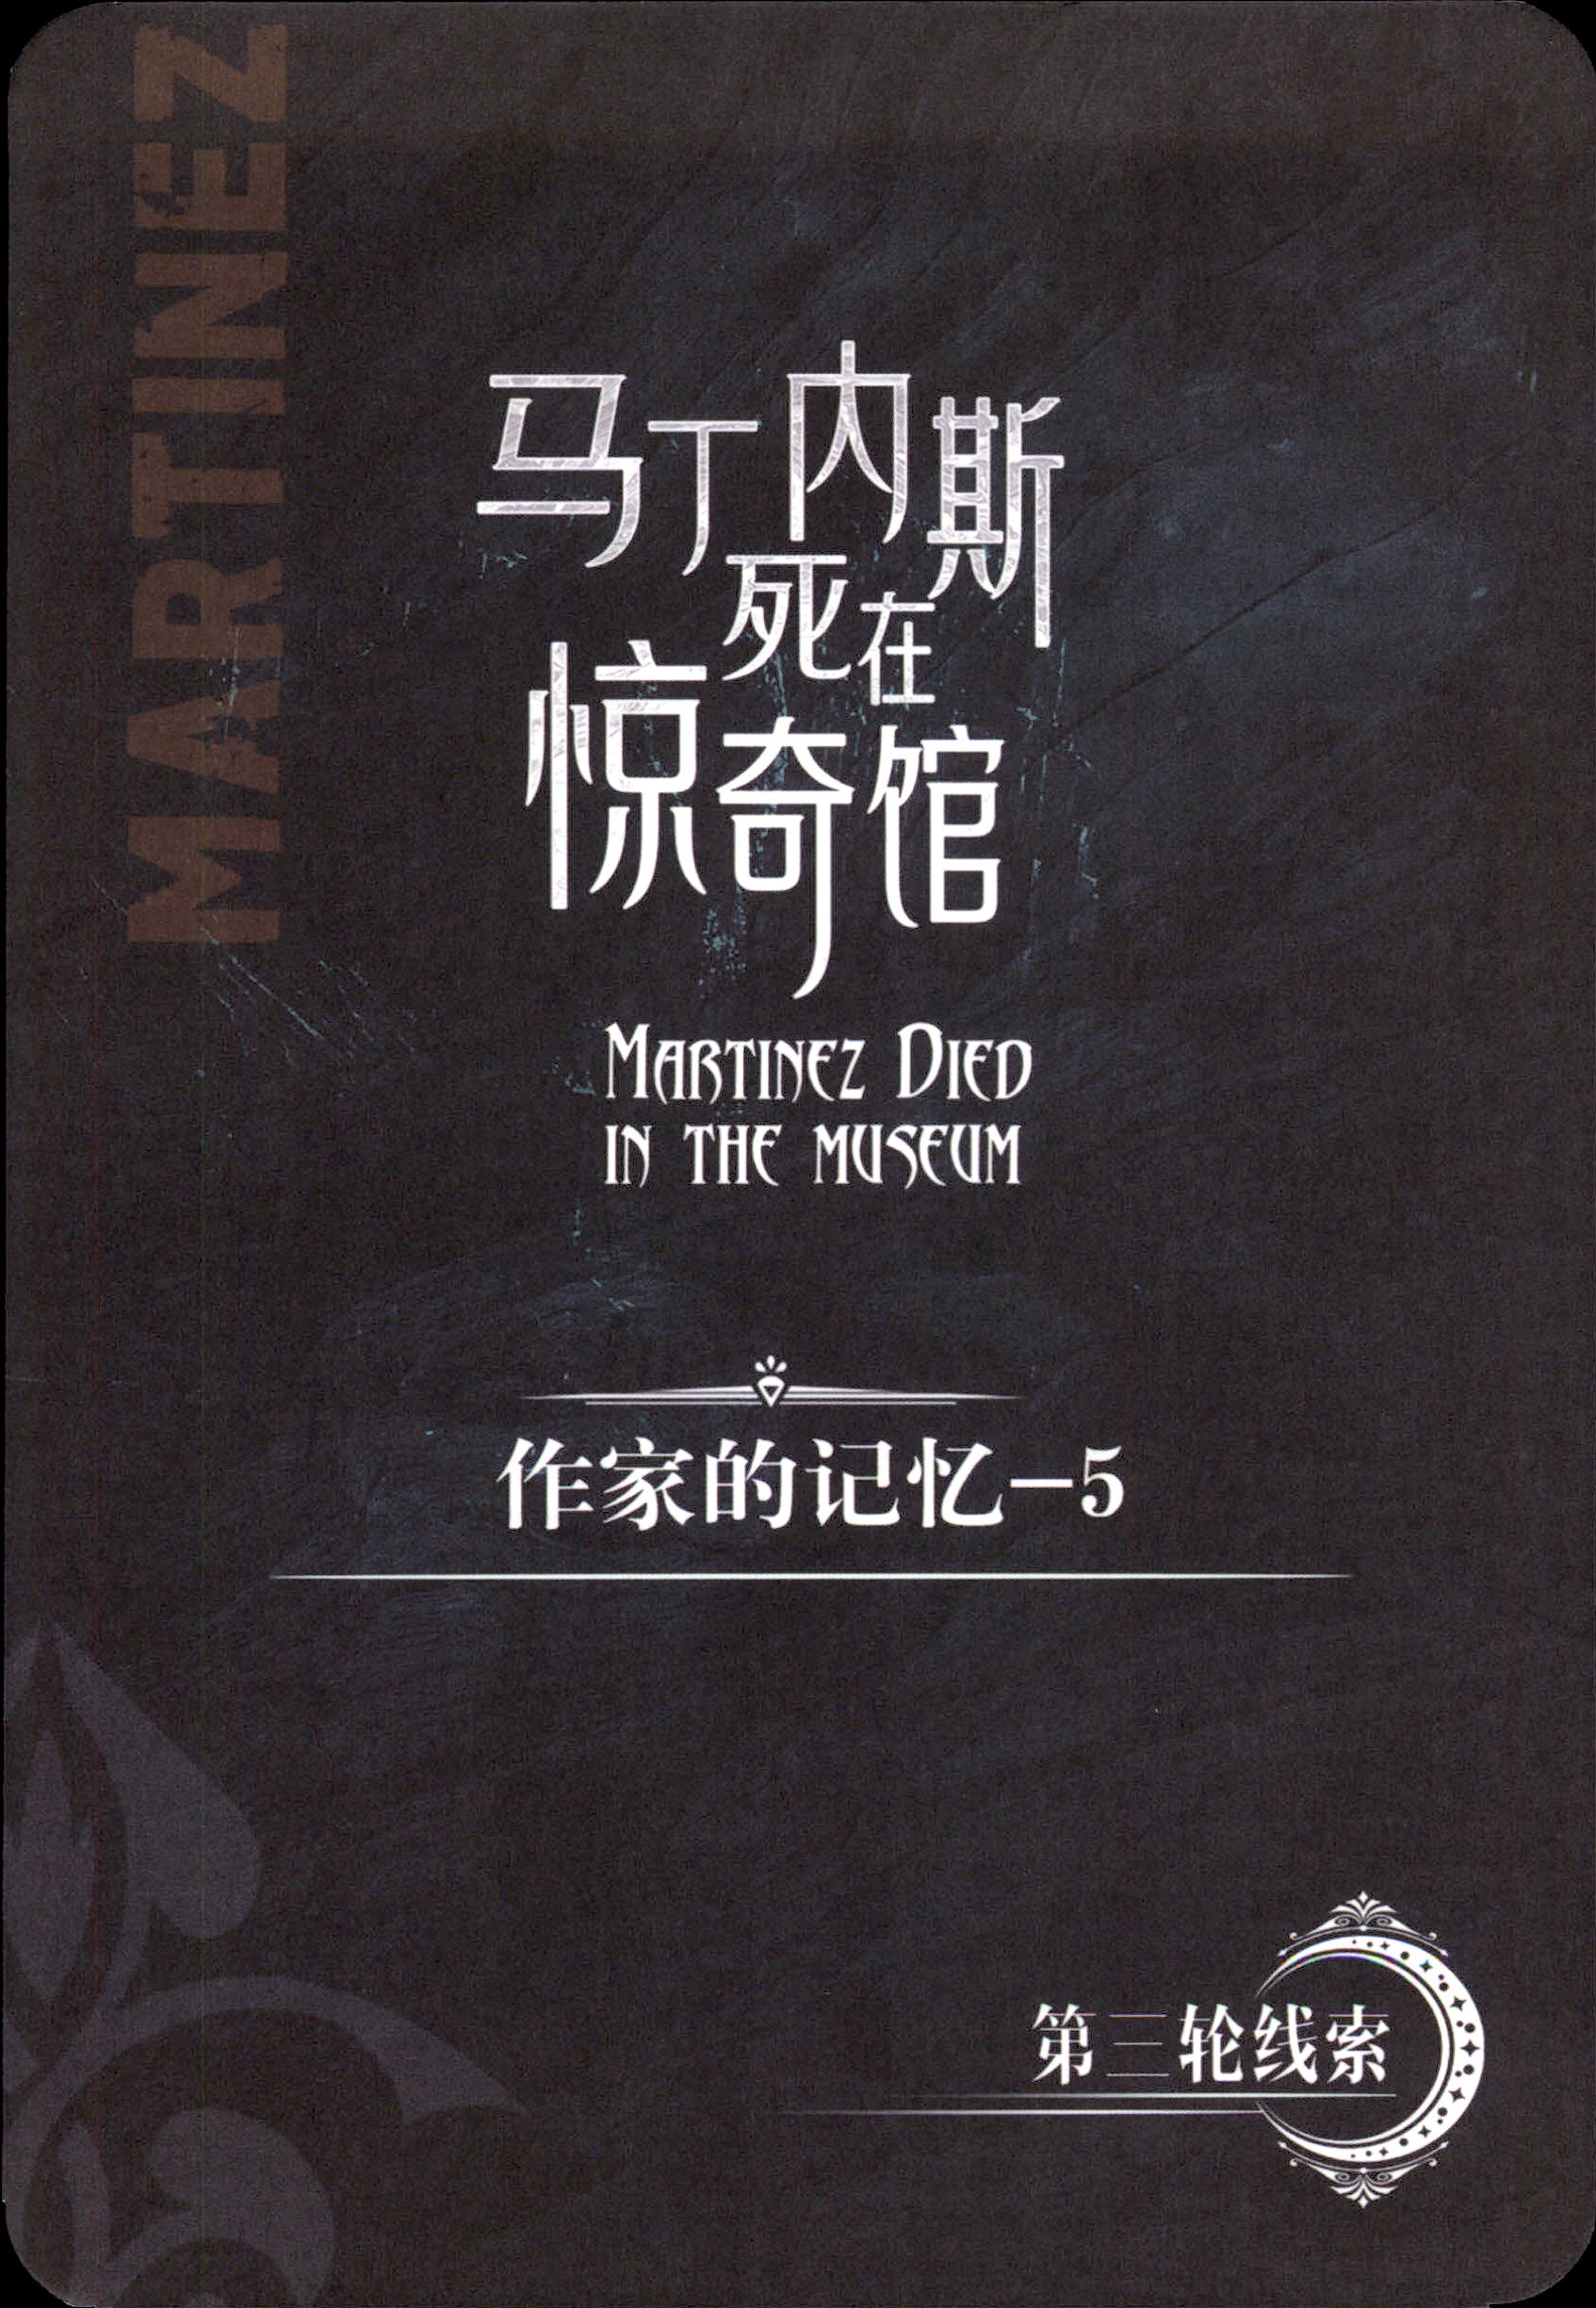 MARTINEZ
马丁内斯
死在
惊奇馆
MARTINEZ DIED
IN THE MUSEUM
作家的记忆-5
第三轮线索